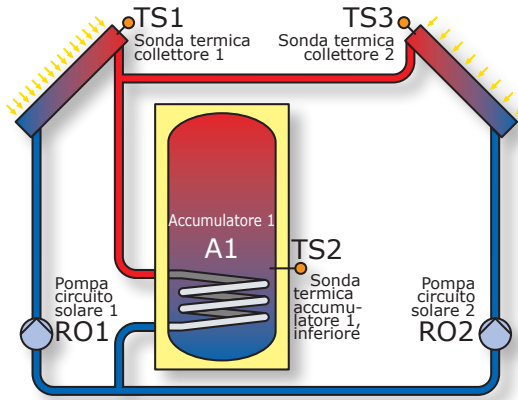 TS1
Sonda termica
collettore 1
TS3
Sonda termica
collettore 2
Accumulatore 1
A1
TS2
Sonda
termica
accumu-
latore 1,
inferiore
Pompa
circuito
solare 1
RO1
Pompa
circuito
solare 2
RO2